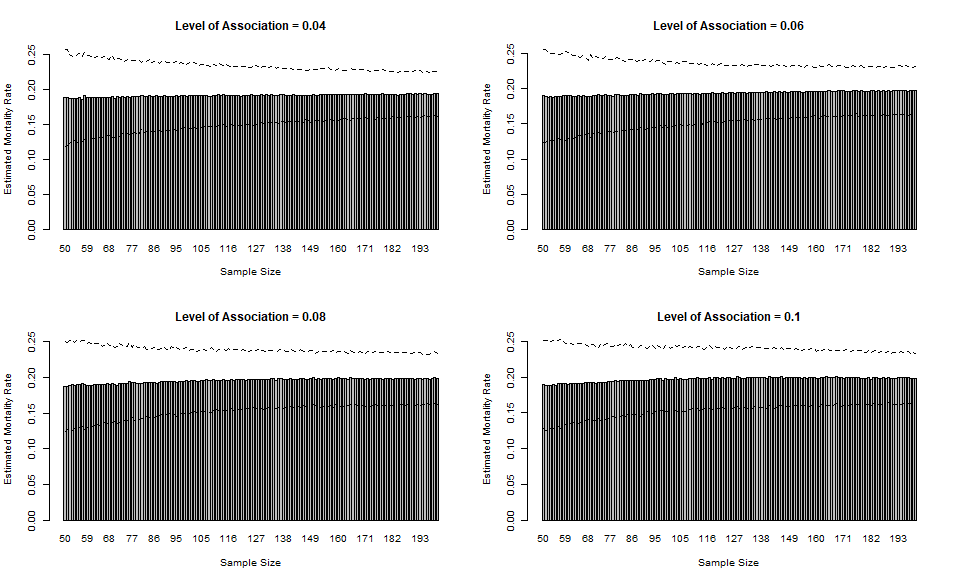 Level of Association = 0.04
Estimated Mortality Rate
0.00 0.05 0.10 0.15 0.20 0.25
50 59 68 77 86 95 105 116 127 138 149 160 171 182 193
Sample Size
Level of Association = 0.06
Estimated Mortality Rate
0.00 0.05 0.10 0.15 0.20 0.25
50 59 68 77 86 95 105 116 127 138 149 160 171 182 193
Sample Size
Level of Association = 0.08
Estimated Mortality Rate
0.00 0.05 0.10 0.15 0.20 0.25
50 59 68 77 86 95 105 116 127 138 149 160 171 182 193
Sample Size
Level of Association = 0.1
Estimated Mortality Rate
0.00 0.05 0.10 0.15 0.20 0.25
50 59 68 77 86 95 105 116 127 138 149 160 171 182 193
Sample Size